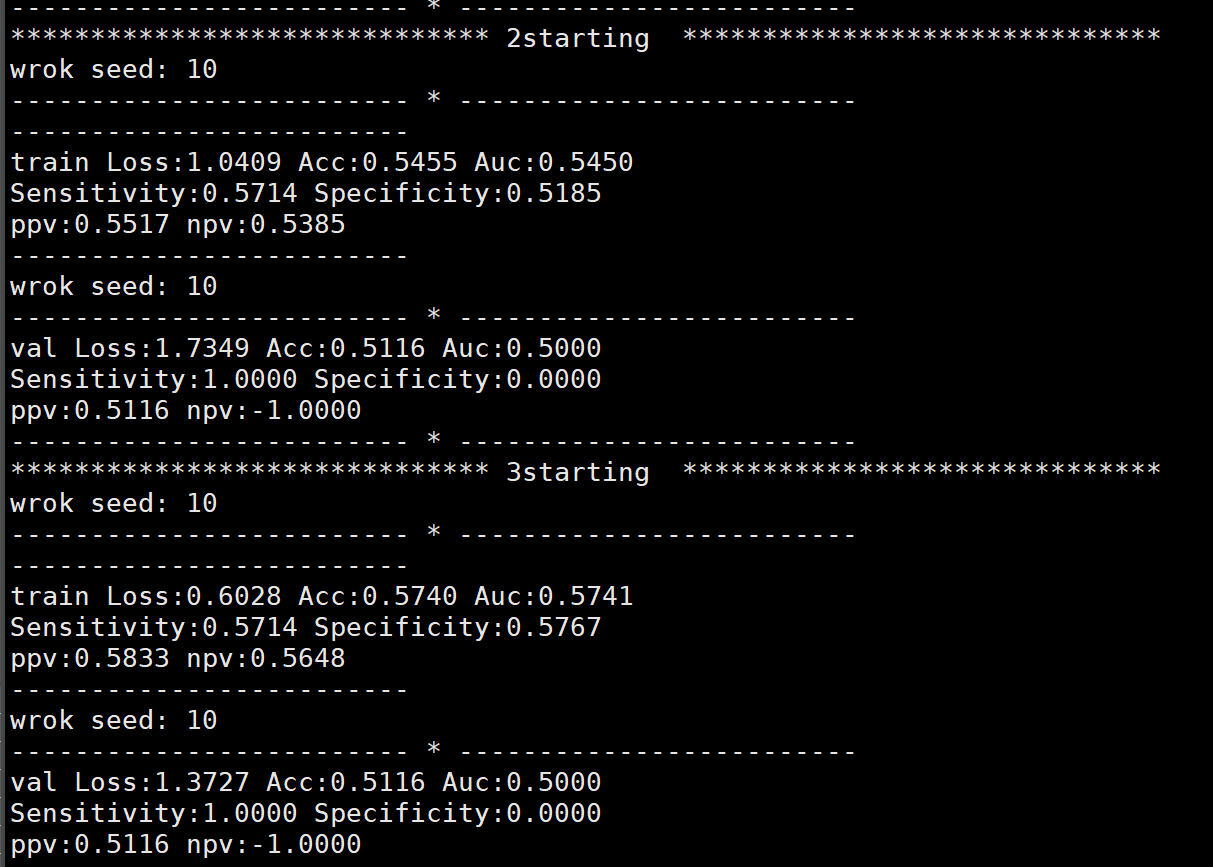 ------------------------- * -------------------------
****************************** 2starting  ******************************
wrok seed: 10
------------------------- * -------------------------
-------------------------
train Loss:1.0409 Acc:0.5455 Auc:0.5450
Sensitivity:0.5714 Specificity:0.5185
ppv:0.5517 npv:0.5385
-------------------------
wrok seed: 10
------------------------- * -------------------------
val Loss:1.7349 Acc:0.5116 Auc:0.5000
Sensitivity:1.0000 Specificity:0.0000
ppv:0.5116 npv:-1.0000
------------------------- * -------------------------
****************************** 3starting  ******************************
wrok seed: 10
------------------------- * -------------------------
-------------------------
train Loss:0.6028 Acc:0.5740 Auc:0.5741
Sensitivity:0.5714 Specificity:0.5767
ppv:0.5833 npv:0.5648
-------------------------
wrok seed: 10
------------------------- * -------------------------
val Loss:1.3727 Acc:0.5116 Auc:0.5000
Sensitivity:1.0000 Specificity:0.0000
ppv:0.5116 npv:-1.0000